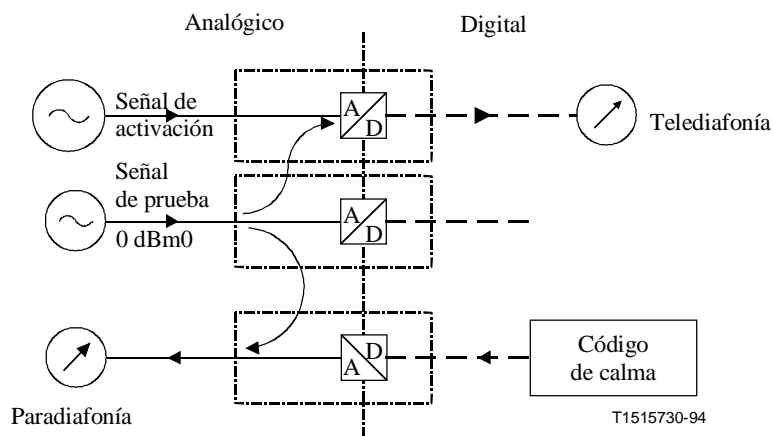 Analógico
Digital
Señal de
activación
A
D
Telediafonía
Señal
de prueba
0 dBm0
A
D
D
A
Código
de calma
Paradiafonía
T1515730-94